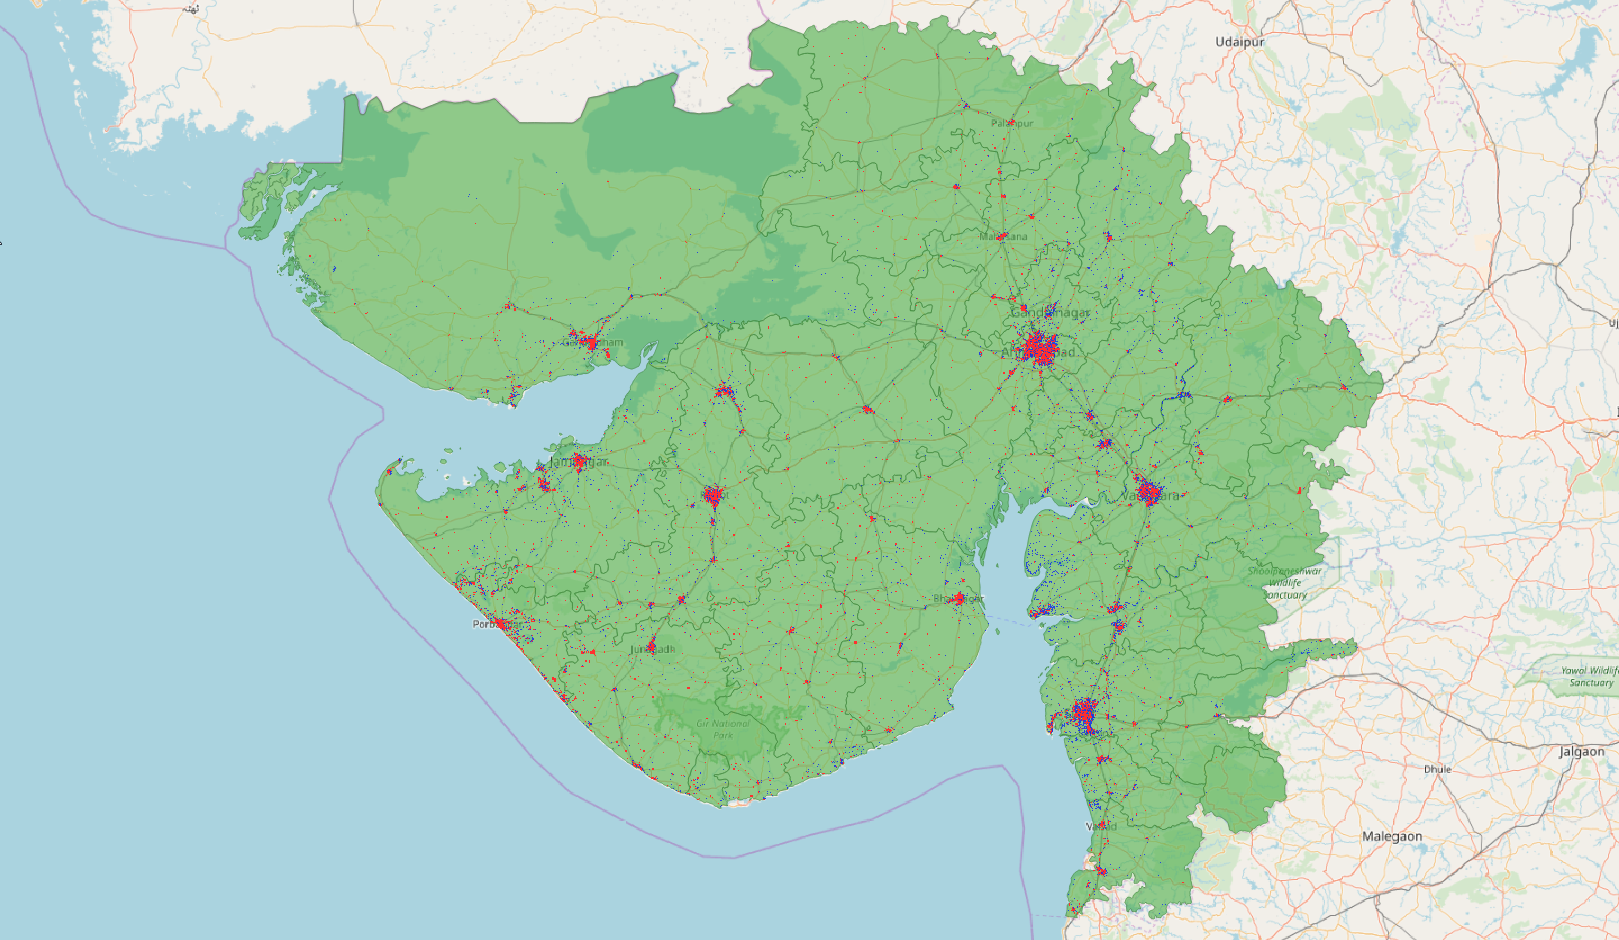 Udaipur
Palanpur
Mahesana
Gandhinagar
Ahmedabad
Gandhidham
Jamnagar
Vadodara
Shoolpaneshwar
Wildlife
Sanctuary
Bhavnagar
Porbandar
Junagadh
Yawal Wildlife
Sanctuary
Gir National
Park
Jalgaon
Dhule
Valsad
Malegaon